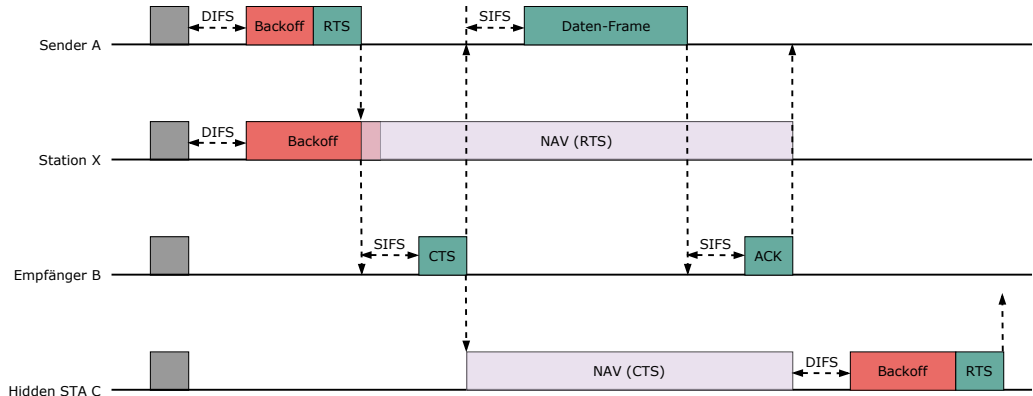 DIFS
Backoff
RTS
SIFS
Daten-Frame
Sender A
DIFS
Backoff
NAV (RTS)
Station X
SIFS
CTS
SIFS
ACK
Empfänger B
NAV (CTS)
DIFS
Backoff
RTS
Hidden STA C